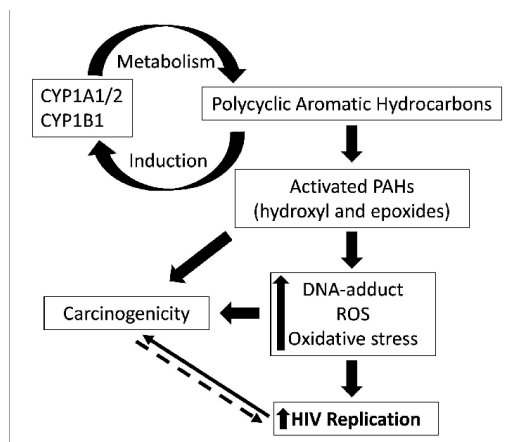 Metabolism
CYP1A1/2
CYP1B1
Polycyclic Aromatic Hydrocarbons
Induction
Activated PAHs
(hydroxyl and epoxides)
DNA-adduct
ROS
Oxidative stress
Carcinogenicity
HIV Replication